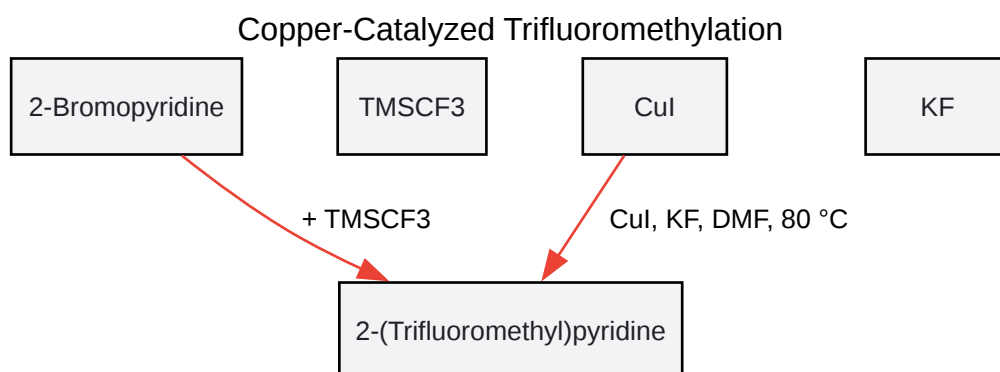 Copper-Catalyzed Trifluoromethylation
2-Bromopyridine
TMSCF3
CuI
KF
+ TMSCF3
CuI, KF, DMF, 80 °C
2-(Trifluoromethyl)pyridine